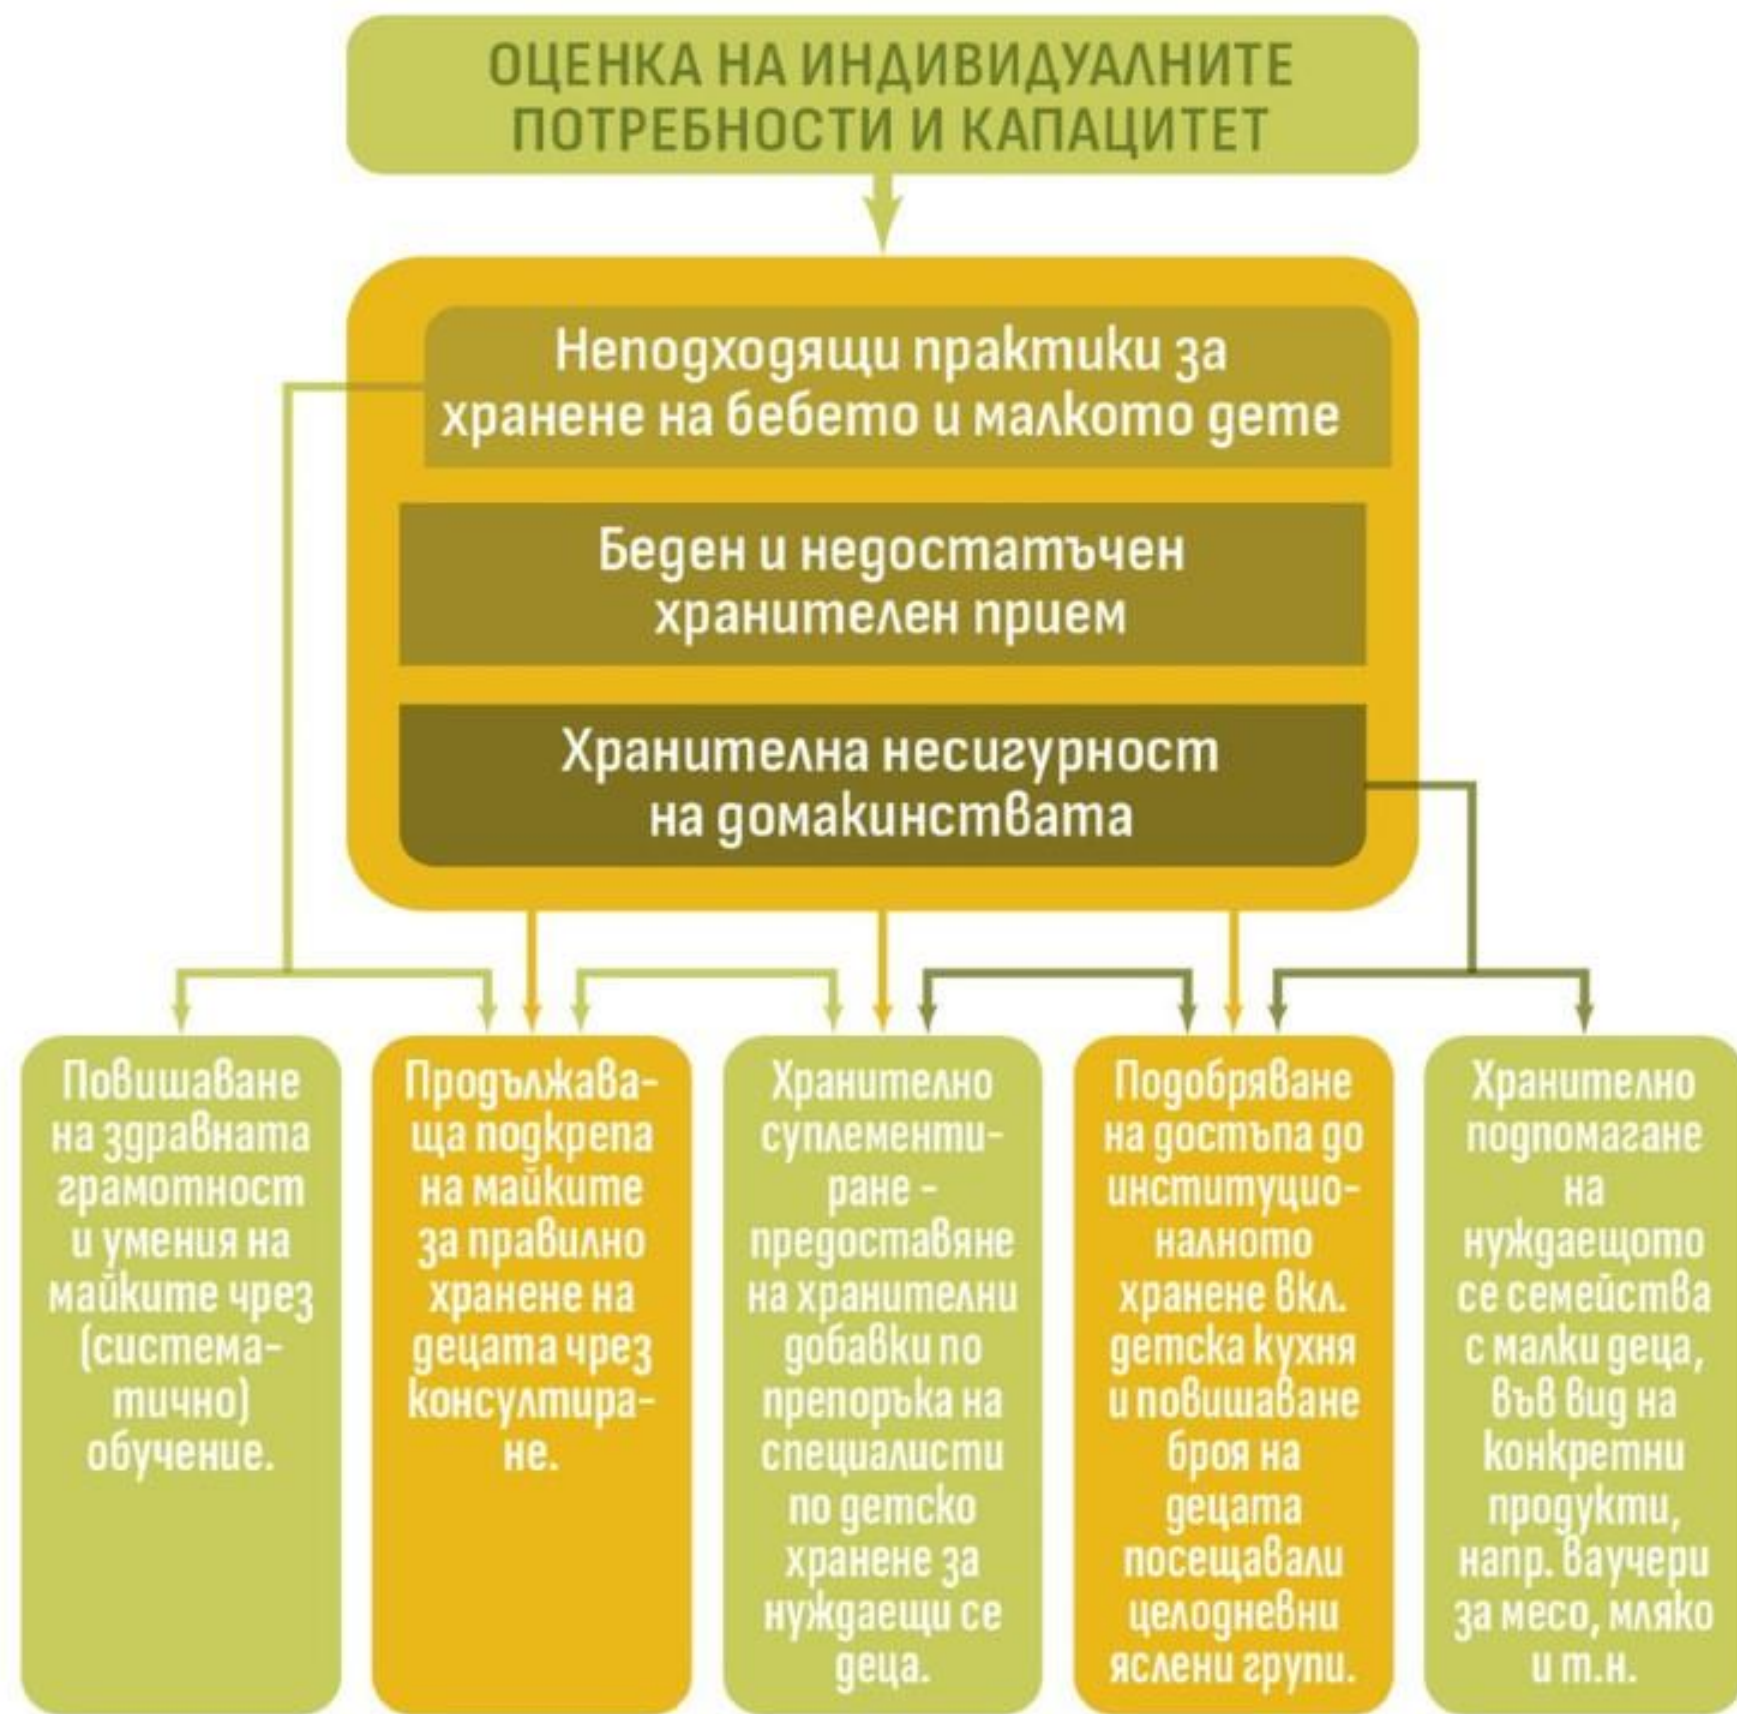 ОЦЕНКА НА ИНДИВИДУАЛНИТЕ
ПОТРЕБНОСТИ И КАПАЦИТЕТ
Неподходящи практики за
хранене на бебето и малкото дете
Беден и недостатъчен
хранителен прием
Хранителна несигурност
на домакинствата
Повишаване
на здравната
грамотност
и умения на
майките чрез
(система-
тично)
обучение.
Продължава-
ща подкрепа
на майките
за правилно
хранене на
децата чрез
консултира-
не.
Хранително
суплементи-
ране -
предоставяне
на хранителни
добавки по
препоръка на
специалисти
по детско
хранене за
нуждаещи се
деца.
Подобряване
на достъпа до
институцио-
налното
хранене вкл.
детска кухня
и повишаване
броя на
децата
посещавали
целодневни
яслени групи.
Хранително
подпомагане
на
нуждаещото
се семейства
с малки деца,
във вид на
конкретни
продукти,
напр. ваучери
за месо, мляко
и т.н.